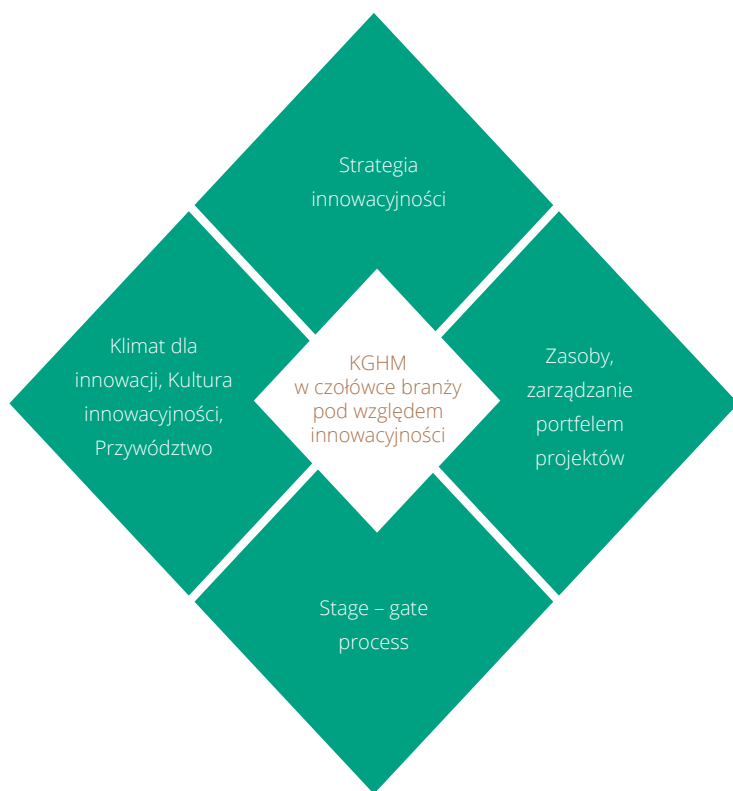 Strategia
innowacyjności
Klimat dla
innowacji, Kultura
innowacyjności,
Przywództwo
KGHM
w czołówce branży
pod względem
innowacyjności
Zasoby,
zarządzanie
portfelem
projektów
Stage – gate
process